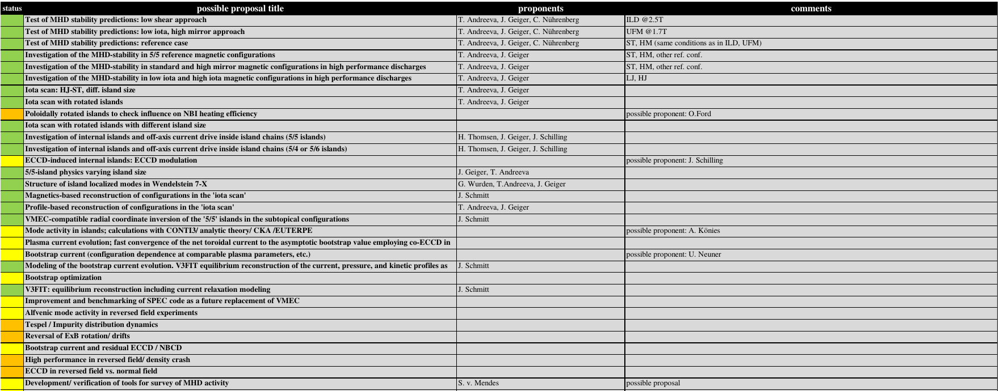 status possible proposal title proponents comments
Test of MHD stability predictions: low shear approach T. Andreeva, J. Geiger, C. Nührenberg ILD @2.5T
Test of MHD stability predictions: low iota, high mirror approach T. Andreeva, J. Geiger, C. Nührenberg UFM @1.7T
Test of MHD stability predictions: reference case T. Andreeva, J. Geiger, C. Nührenberg ST, HM (same conditions as in ILD, UFM)
Investigation of the MHD-stability in 5/5 reference magnetic configurations T. Andreeva, J. Geiger ST, HM, other ref. conf.
Investigation of the MHD-stability in standard and high mirror magnetic configurations in high performance discharges T. Andreeva, J. Geiger ST, HM, other ref. conf.
Investigation of the MHD-stability in low iota and high iota magnetic configurations in high performance discharges T. Andreeva, J. Geiger LJ, HJ
Iota scan: HJ-ST, diff. island size T. Andreeva, J. Geiger
Iota scan with rotated islands T. Andreeva, J. Geiger
Poloidally rotated islands to check influence on NBI heating efficiency possible proponent: O.Ford
Iota scan with rotated islands with different island size
Investigation of internal islands and off-axis current drive inside island chains (5/5 islands) H. Thomsen, J. Geiger, J. Schilling
Investigation of internal islands and off-axis current drive inside island chains (5/4 or 5/6 islands) H. Thomsen, J. Geiger, J. Schilling
ECCD-induced internal islands: ECCD modulation possible proponent: J. Schilling
5/5-island physics varying island size J. Geiger, T. Andreeva
Structure of island localized modes in Wendelstein 7-X G. Wurden, T.Andreeva, J. Geiger
Magnetics-based reconstruction of configurations in the 'iota scan' J. Schmitt
Profile-based reconstruction of configurations in the 'iota scan' T. Andreeva, J. Geiger
VMEC-compatible radial coordinate inversion of the '5/5' islands in the subtopical configurations J. Schmitt
Mode activity in islands; calculations with CONTI3/ analytic theory/ CKA /EUTERPE possible proponent: A. Könies
Plasma current evolution; fast convergence of the net toroidal current to the asymptotic bootstrap value employing co-ECCD in
Bootstrap current (configuration dependence at comparable plasma parameters, etc.) possible proponent: U. Neuner
Modeling of the bootstrap current evolution. V3FIT equilibrium reconstruction of the current, pressure, and kinetic profiles as J. Schmitt
Bootstrap optimization
V3FIT: equilibrium reconstruction including current relaxation modeling J. Schmitt
Improvement and benchmarking of SPEC code as a future replacement of VMEC
Alfvenic mode activity in reversed field experiments
Tespel / Impurity distribution dynamics
Reversal of ExB rotation/ drifts
Bootstrap current and residual ECCD / NBCD
High performance in reversed field/ density crash
ECCD in reversed field vs. normal field
Development/ verification of tools for survey of MHD activity S. v. Mendes possible proposal